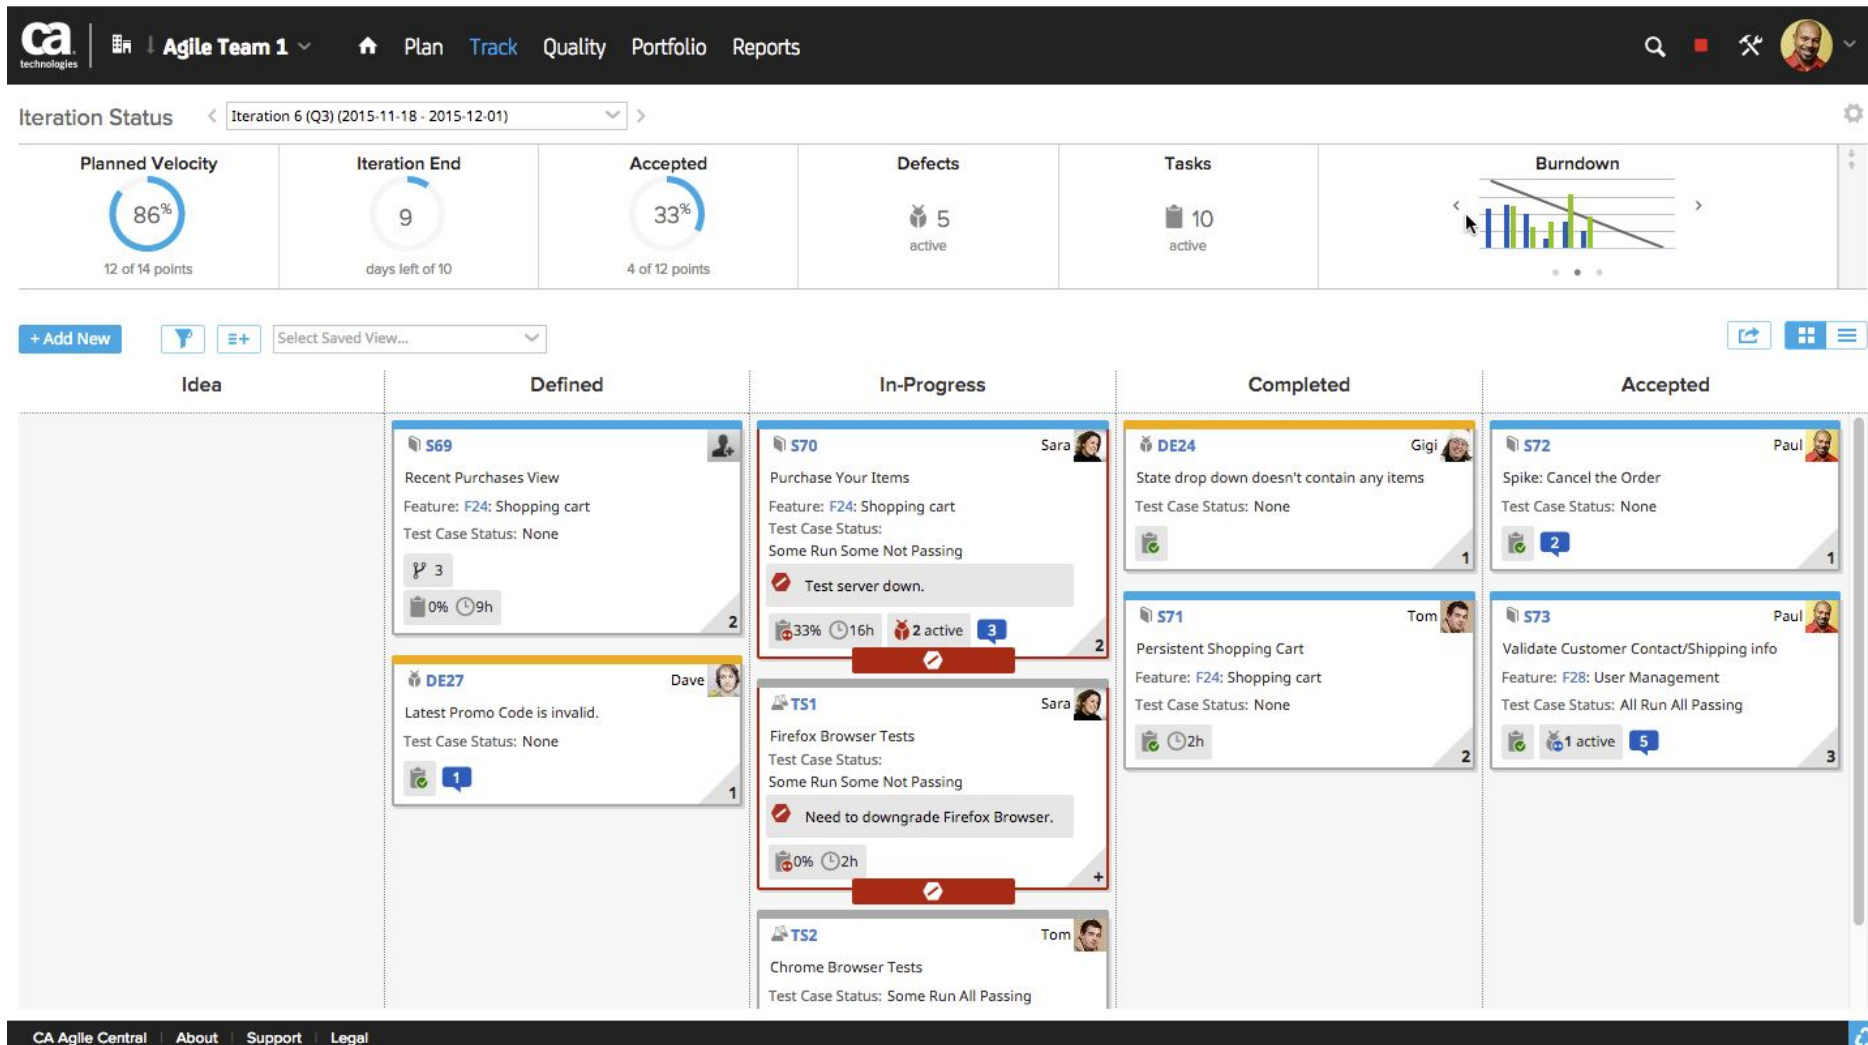 ca
technologies
Agile Team 1
Plan Track Quality Portfolio Reports
Iteration Status
Iteration 6 (Q3) (2015-11-18 - 2015-12-01)
Planned Velocity
86%
12 of 14 points
Iteration End
9
days left of 10
Accepted
33%
4 of 12 points
Defects
5
active
Tasks
10
active
Burndown
+ Add New
Select Saved View...
Idea
Defined
In-Progress
Completed
Accepted
S69
Recent Purchases View
Feature: F24: Shopping cart
Test Case Status: None
3
0% 9h
2
DE27 Dave
Latest Promo Code is invalid.
Test Case Status: None
1
1
S70 Sara
Purchase Your Items
Feature: F24: Shopping cart
Test Case Status:
Some Run Some Not Passing
Test server down.
33% 16h 2 active 3
2
TS1 Sara
Firefox Browser Tests
Test Case Status:
Some Run Some Not Passing
Need to downgrade Firefox Browser.
0% 2h
+
TS2 Tom
Chrome Browser Tests
Test Case Status: Some Run All Passing
DE24 Gigi
State drop down doesn't contain any items
Test Case Status: None
1
S71 Tom
Persistent Shopping Cart
Feature: F24: Shopping cart
Test Case Status: None
2h
2
S72 Paul
Spike: Cancel the Order
Test Case Status: None
2
1
S73 Paul
Validate Customer Contact/Shipping info
Feature: F28: User Management
Test Case Status: All Run All Passing
1 active 5
3
CA Agile Central | About | Support | Legal